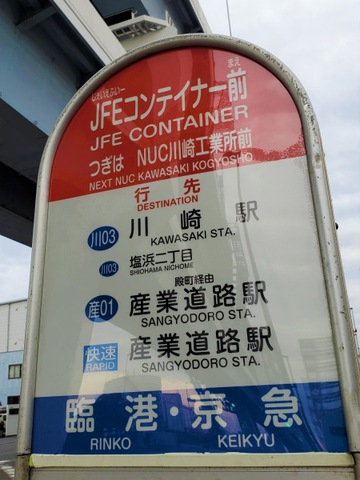 じぇいえふいー　まえ
JFEコンテイナー前
JFE CONTAINER
つぎは NUC川崎工業所前
NEXT NUC KAWASAKI KOGYOSHO
行先
DESTINATION
川03 川崎駅
KAWASAKI STA.
川03 塩浜二丁目
SHIOHAMA NICHOME
殿町経由
産01 産業道路駅
SANGYODORO STA.
快速 産業道路駅
RAPID SANGYODORO STA.
臨港・京急
RINKO KEIKYU